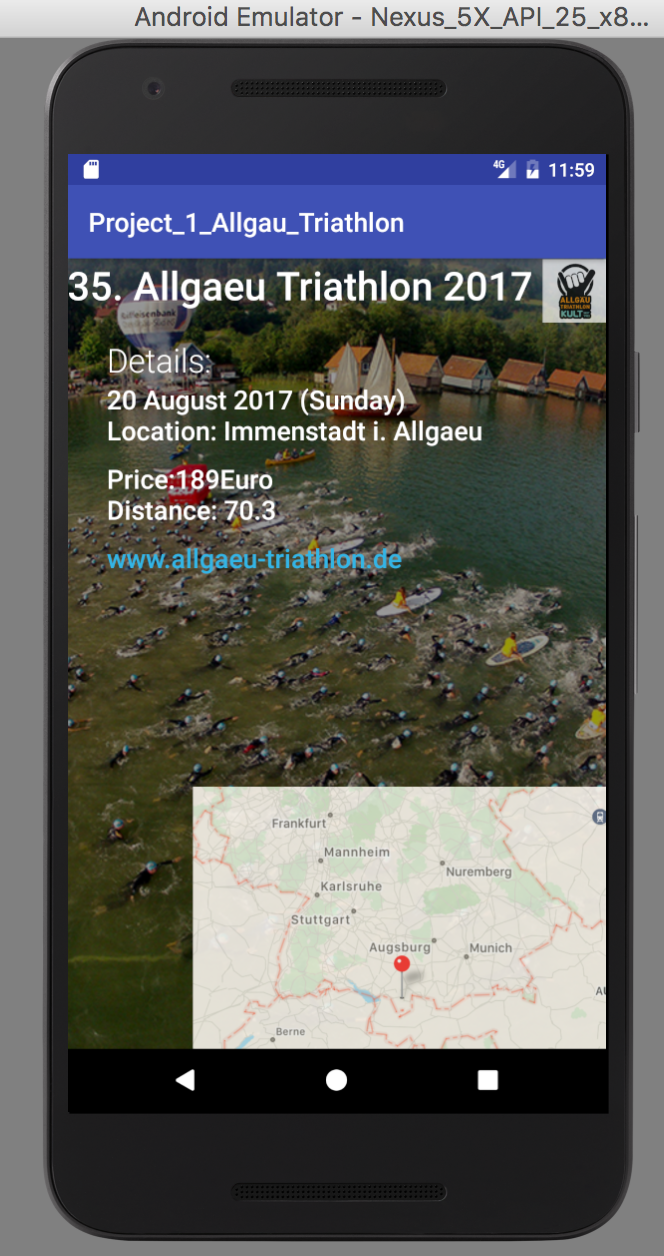 Android Emulator - Nexus_5X_API_25_x8...
4G 11:59
Project_1_Allgau_Triathlon
35. Allgaeu Triathlon 2017
ALLGÄU
TRIATHLON
KULT
Details:
20 August 2017 (Sunday)
Location: Immenstadt i. Allgaeu
Price:189Euro
Distance: 70.3
www.allgaeu-triathlon.de
Frankfurt
Mannheim
Nuremberg
Karlsruhe
Stuttgart
Augsburg
Munich
Berne